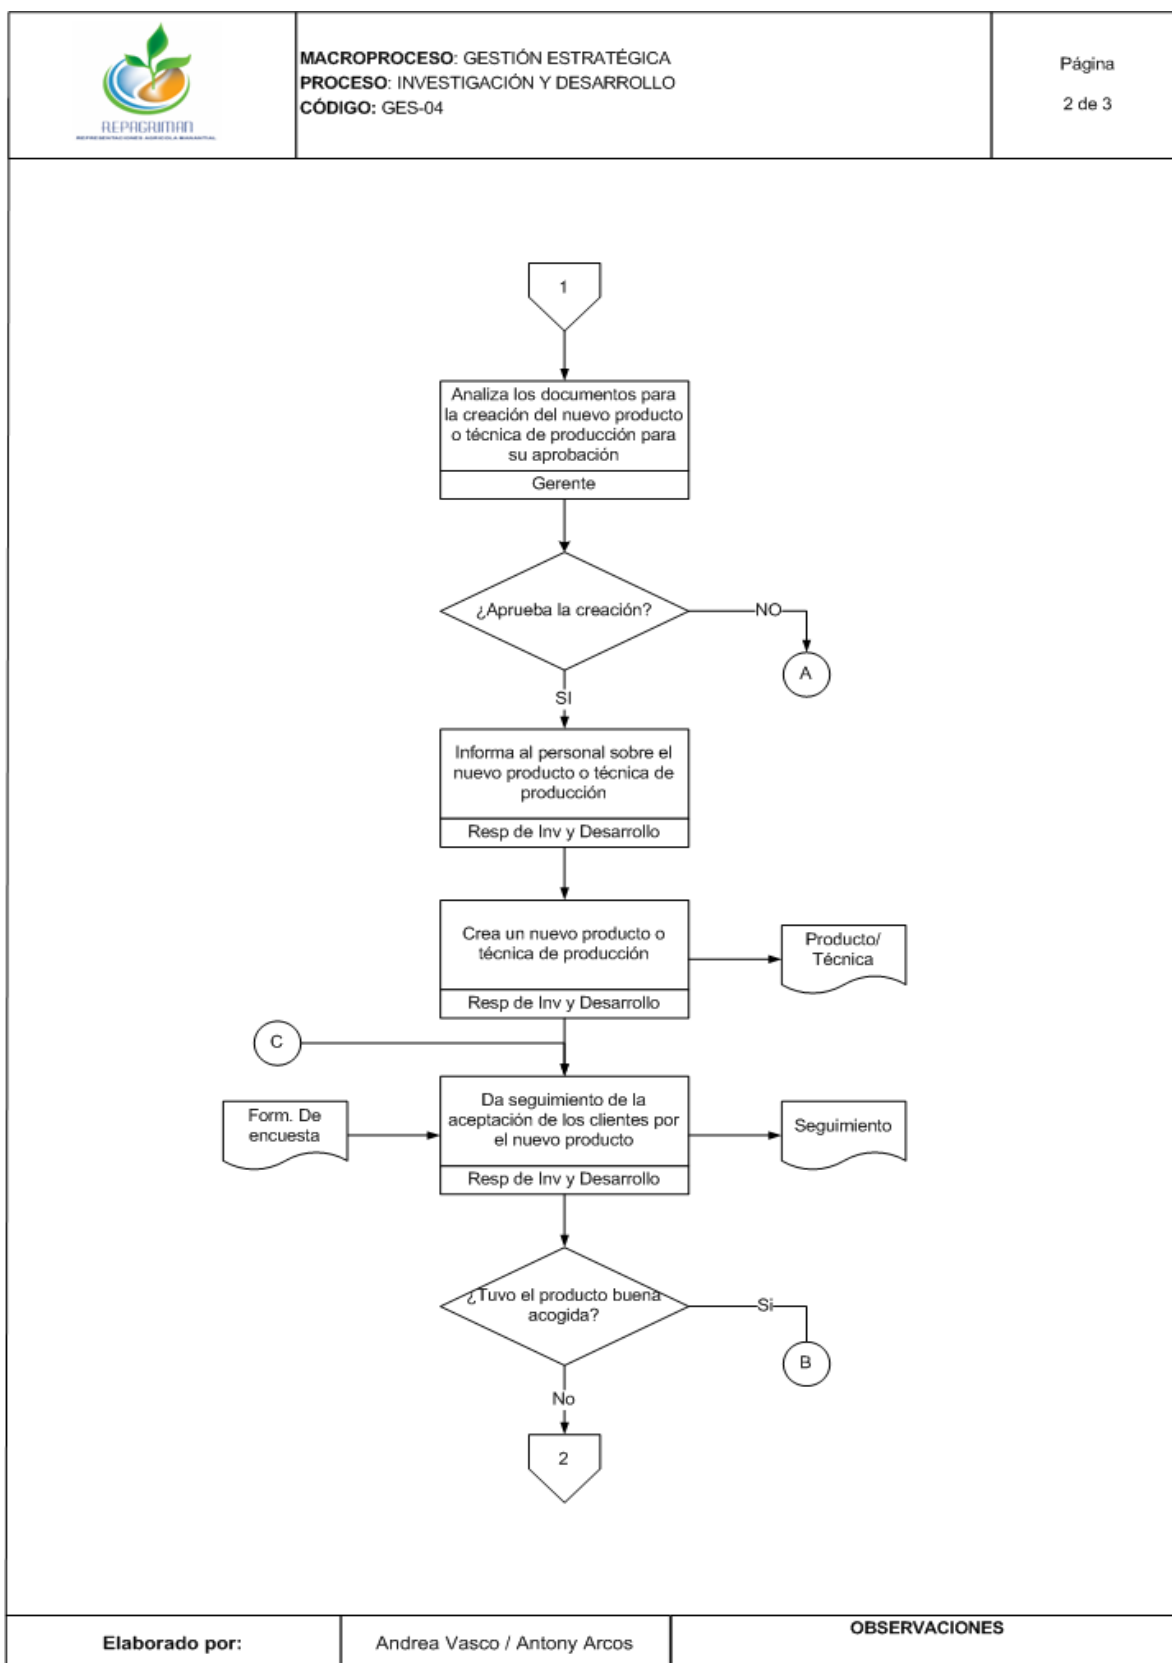 REPAGRIMAN
REPRESENTACIONES AGRICOLA MANANTIAL
MACROPROCESO: GESTIÓN ESTRATÉGICA
PROCESO: INVESTIGACIÓN Y DESARROLLO
CÓDIGO: GES-04
Página
2 de 3
1
Analiza los documentos para
la creación del nuevo producto
o técnica de producción para
su aprobación
Gerente
¿Aprueba la creación?
NO
A
SI
Informa al personal sobre el
nuevo producto o técnica de
producción
Resp de Inv y Desarrollo
Crea un nuevo producto o
técnica de producción
Resp de Inv y Desarrollo
Producto/
Técnica
C
Form. De
encuesta
Da seguimiento de la
aceptación de los clientes por
el nuevo producto
Resp de Inv y Desarrollo
Seguimiento
¿Tuvo el producto buena
acogida?
Si
B
No
2
Elaborado por:
Andrea Vasco / Antony Arcos
OBSERVACIONES